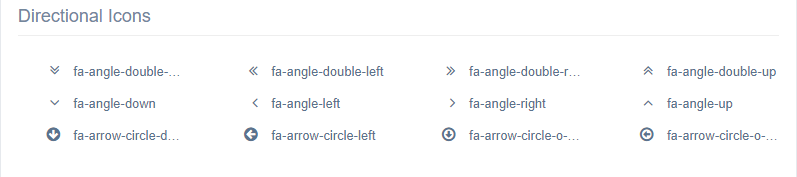 Directional Icons
fa-angle-double-... fa-angle-double-left fa-angle-double-r... fa-angle-double-up
fa-angle-down fa-angle-left fa-angle-right fa-angle-up
fa-arrow-circle-d... fa-arrow-circle-left fa-arrow-circle-o-... fa-arrow-circle-o-...